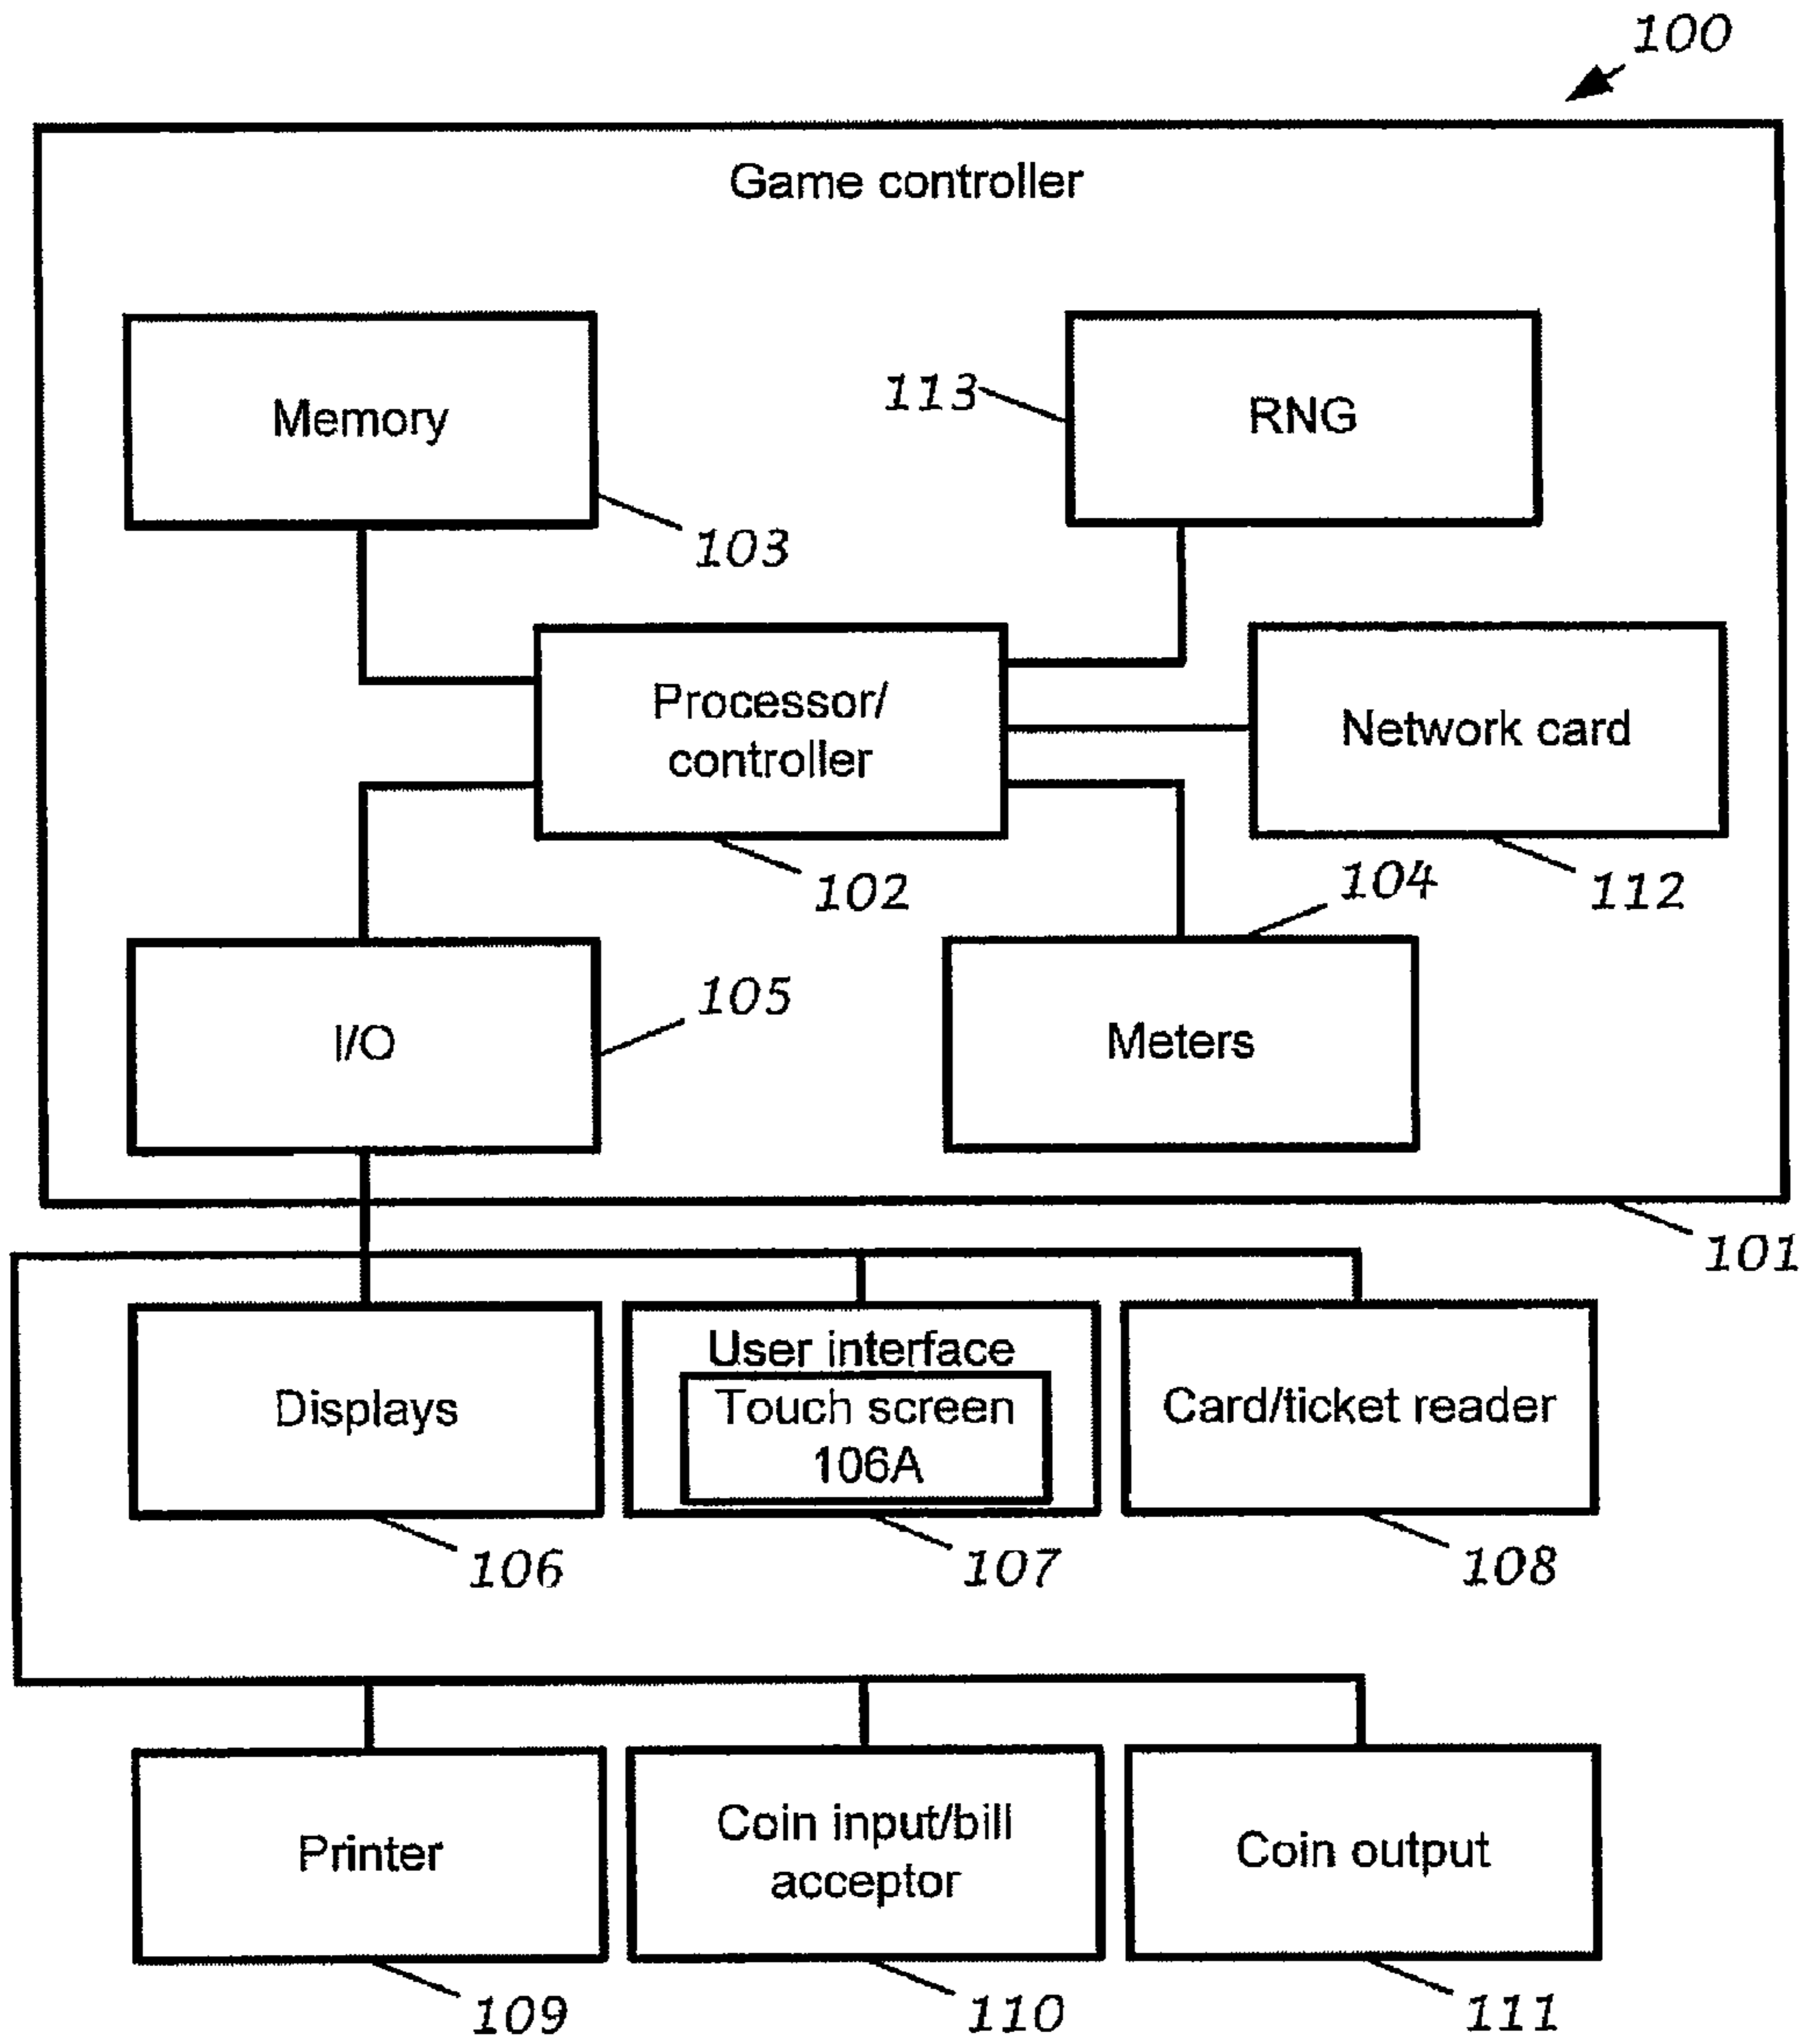 100
Game controller
Memory
113
RNG
103
Processor/
controller
Network card
102
104
112
I/O
105
Meters
101
Displays
User interface
Touch screen
106A
Card/ticket reader
106
107
108
Printer
Coin input/bill
acceptor
Coin output
109
110
111